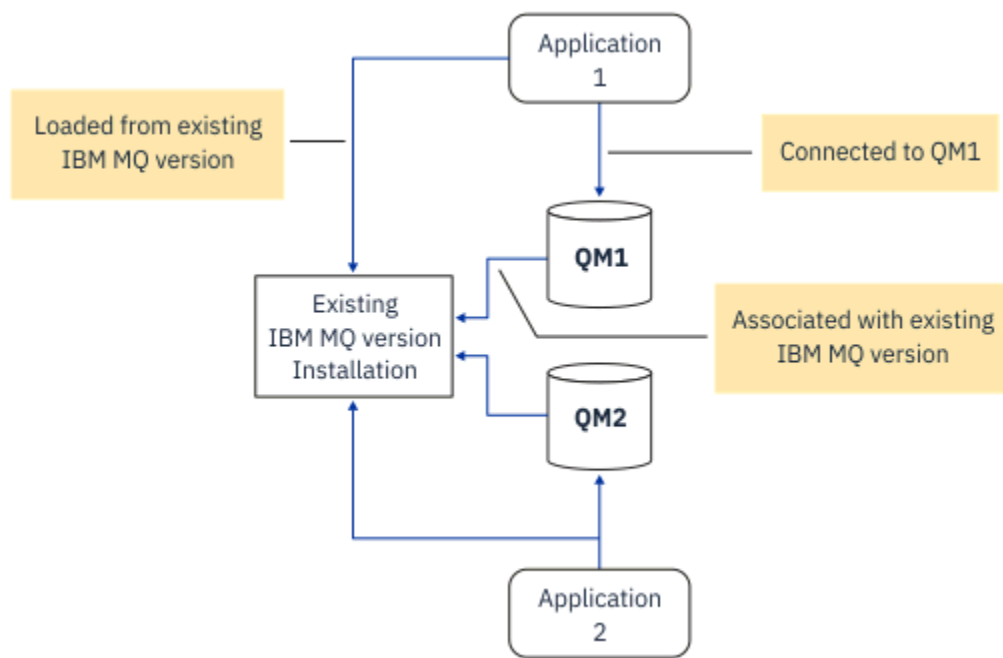 Application
1
Loaded from existing
IBM MQ version
Connected to QM1
QM1
Existing
IBM MQ version
Installation
Associated with existing
IBM MQ version
QM2
Application
2